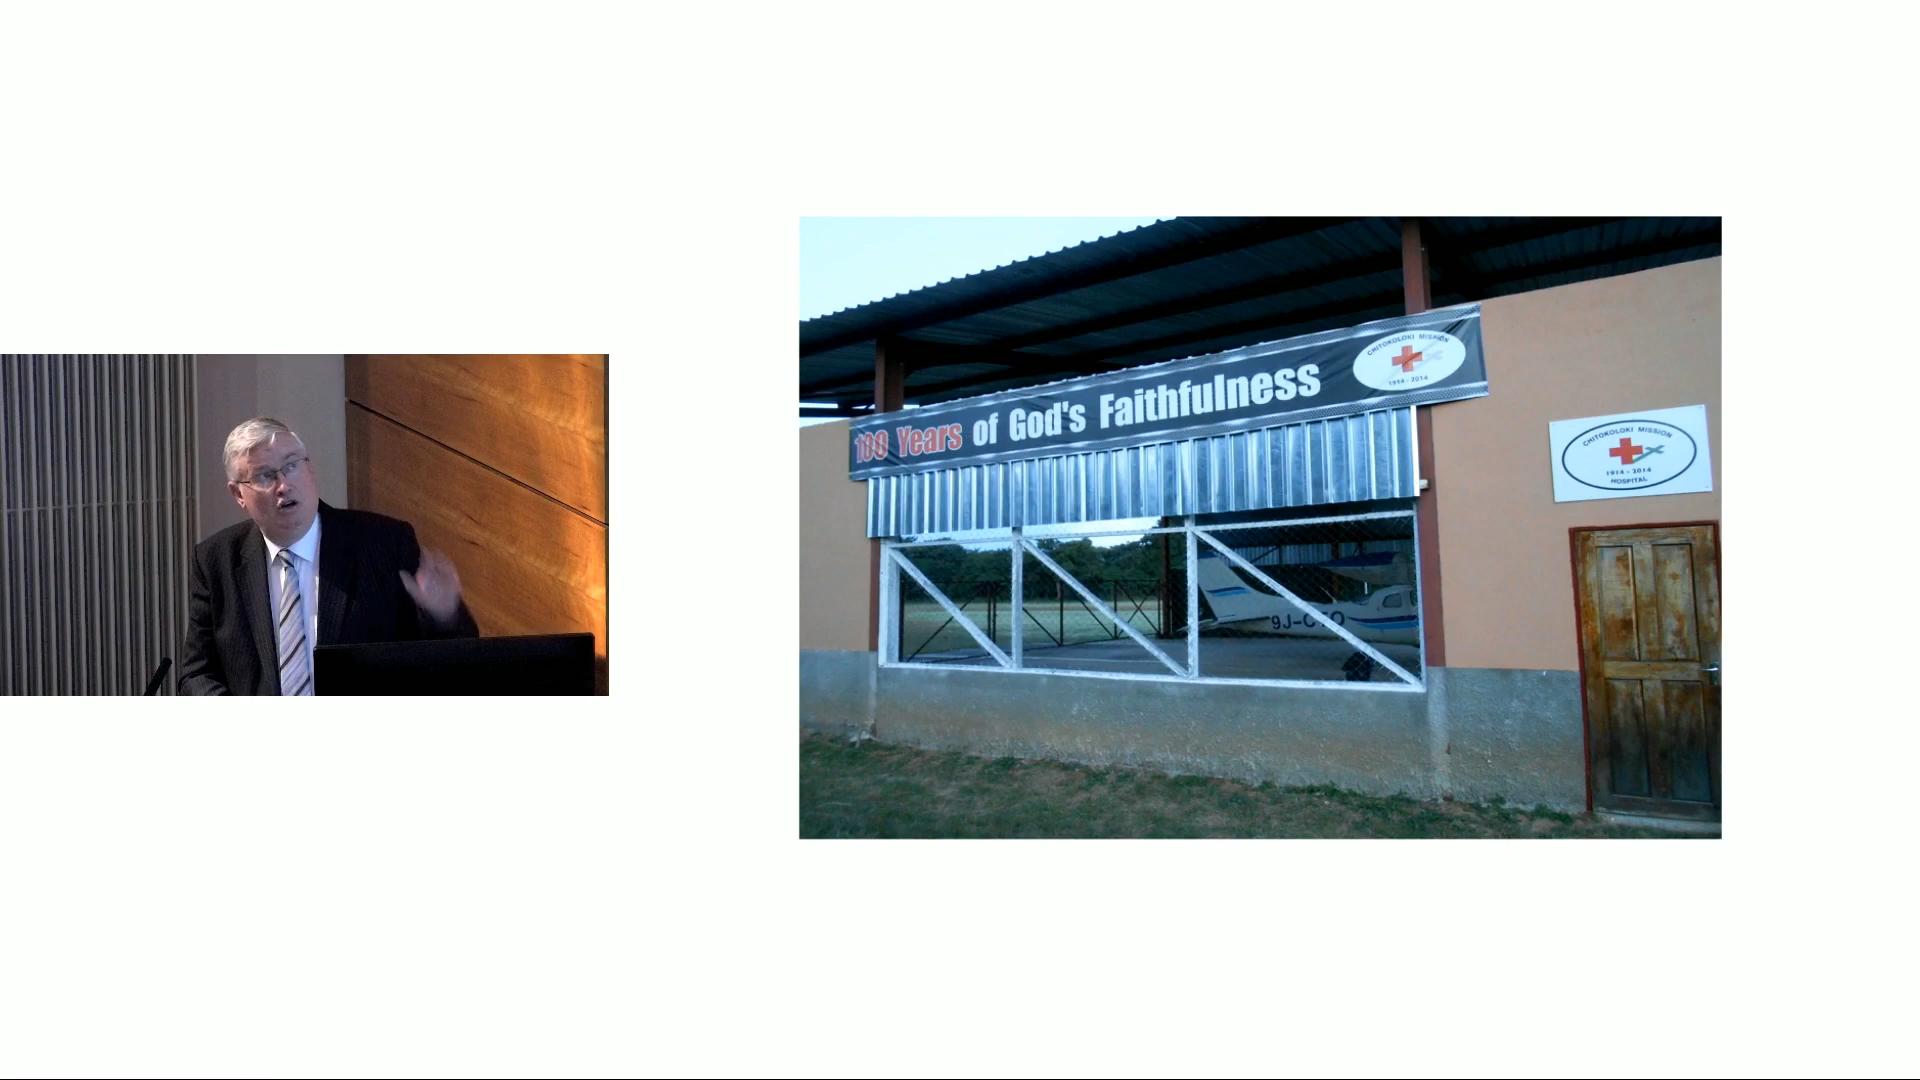 100 Years of God's Faithfulness
CHITOKOLOKI MISSION
1914 - 2014
CHITOKOLOKI MISSION
1914 - 2014
HOSPITAL